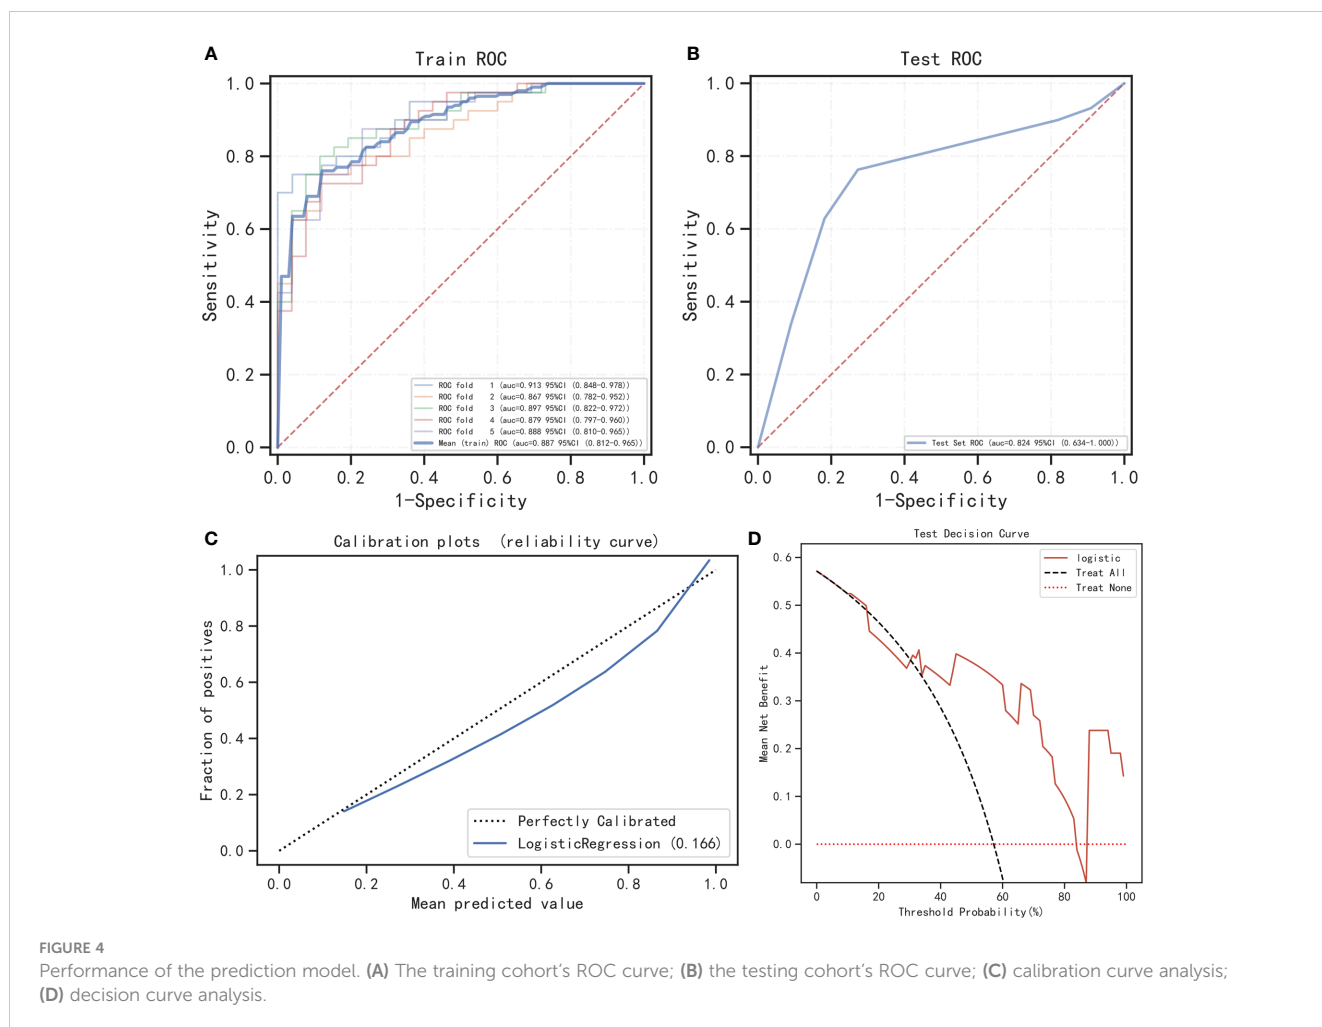 A
Train ROC
1.0
0.8
0.6
0.4
0.2
0.0
Sensitivity
ROC fold 1 (auc=0.913 95%CI (0.848-0.978))
ROC fold 2 (auc=0.867 95%CI (0.782-0.952))
ROC fold 3 (auc=0.897 95%CI (0.822-0.972))
ROC fold 4 (auc=0.879 95%CI (0.797-0.960))
ROC fold 5 (auc=0.888 95%CI (0.810-0.965))
Mean (train) ROC (auc=0.887 95%CI (0.812-0.965))
0.0 0.2 0.4 0.6 0.8 1.0
1-Specificity
B
Test ROC
1.0
0.8
0.6
0.4
0.2
0.0
Sensitivity
Test Set ROC (auc=0.824 95%CI (0.634-1.000))
0.0 0.2 0.4 0.6 0.8 1.0
1-Specificity
C
Calibration plots (reliability curve)
1.0
0.8
0.6
0.4
0.2
0.0
Fraction of positives
Perfectly Calibrated
LogisticRegression (0.166)
0.0 0.2 0.4 0.6 0.8 1.0
Mean predicted value
D
Test Decision Curve
0.6
0.5
0.4
0.3
0.2
0.1
0.0
Mean Net Benefit
logistic
Treat All
Treat None
0 20 40 60 80 100
Threshold Probability(%)
FIGURE 4
Performance of the prediction model. (A) The training cohort's ROC curve; (B) the testing cohort's ROC curve; (C) calibration curve analysis;
(D) decision curve analysis.